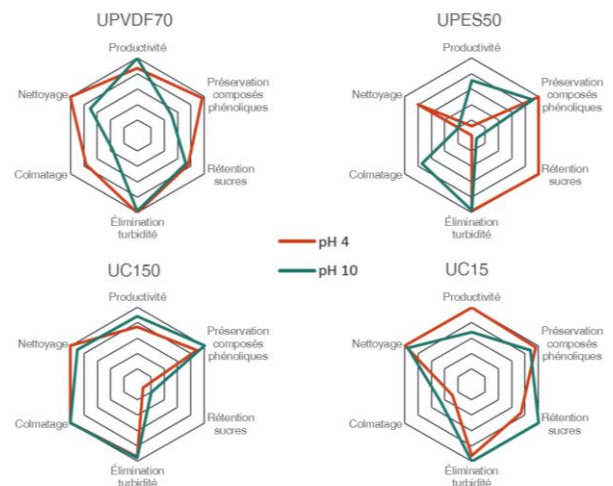 UPVDF70
Productivité
Préservation
composés
phénoliques
Rétention
sucres
Élimination
turbidité
Colmatage
Nettoyage
UPES50
Productivité
Préservation
composés
phénoliques
Rétention
sucres
Élimination
turbidité
Colmatage
Nettoyage
pH 4
pH 10
UC150
Productivité
Préservation
composés
phénoliques
Rétention
sucres
Élimination
turbidité
Colmatage
Nettoyage
UC15
Productivité
Préservation
composés
phénoliques
Rétention
sucres
Élimination
turbidité
Colmatage
Nettoyage